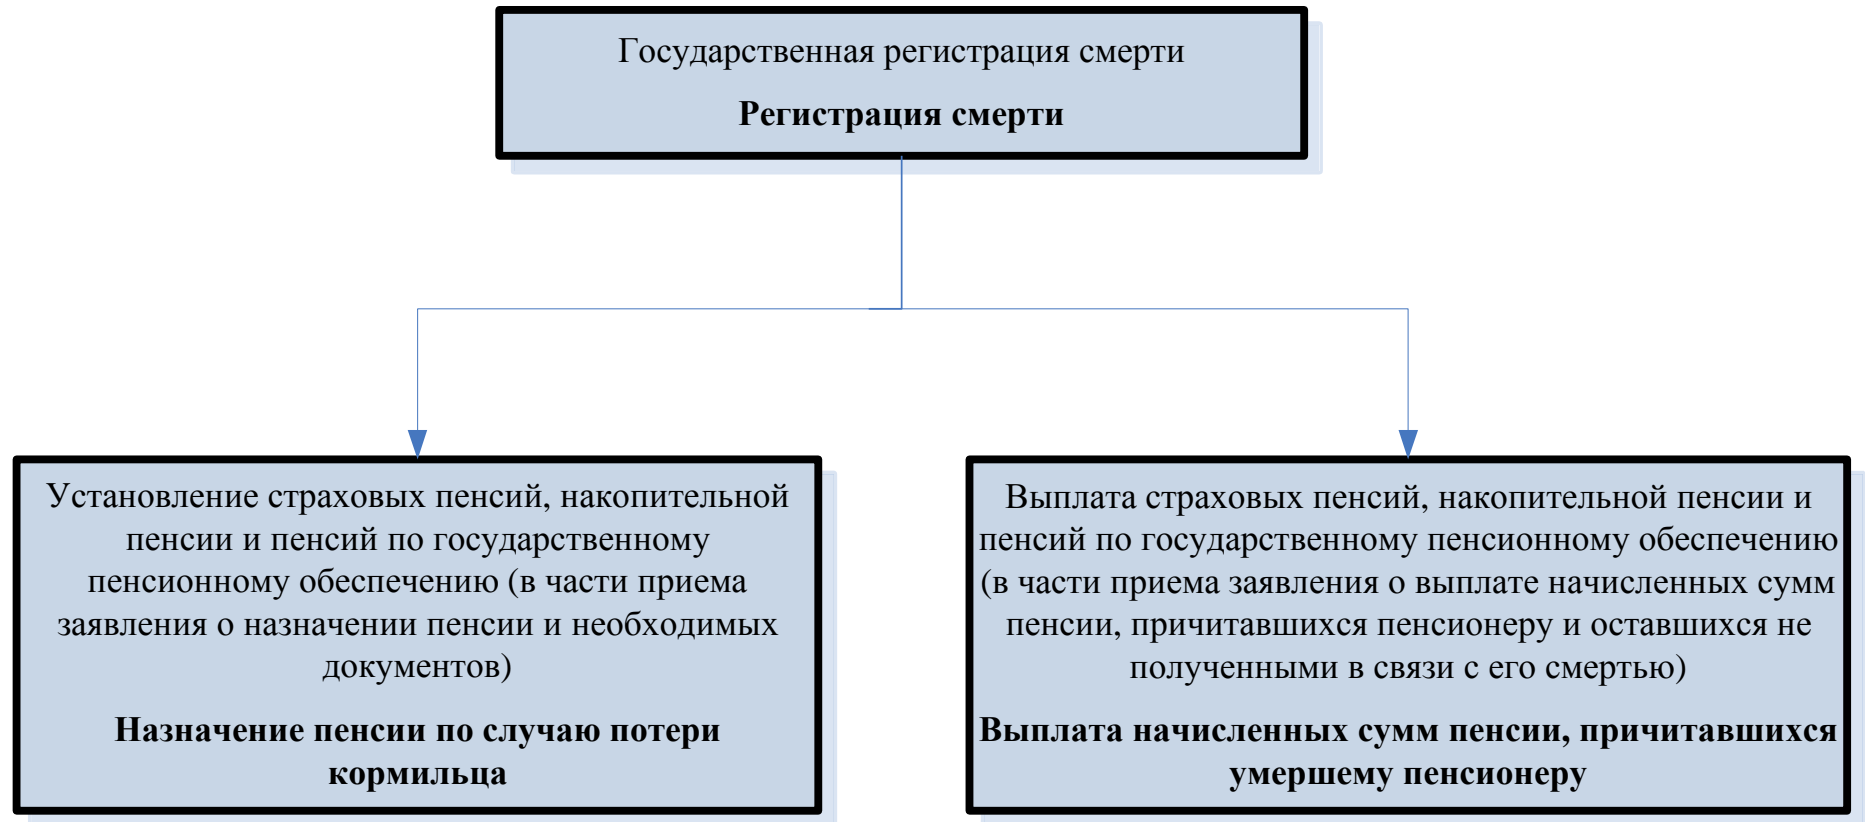 Государственная регистрация смерти
Регистрация смерти
Установление страховых пенсий, накопительной
пенсии и пенсий по государственному
пенсионному обеспечению (в части приема
заявления о назначении пенсии и необходимых
документов)
Назначение пенсии по случаю потери
кормильца
Выплата страховых пенсий, накопительной пенсии и
пенсий по государственному пенсионному обеспечению
(в части приема заявления о выплате начисленных сумм
пенсии, причитавшихся пенсионеру и оставшихся не
полученными в связи с его смертью)
Выплата начисленных сумм пенсии, причитавшихся
умершему пенсионеру